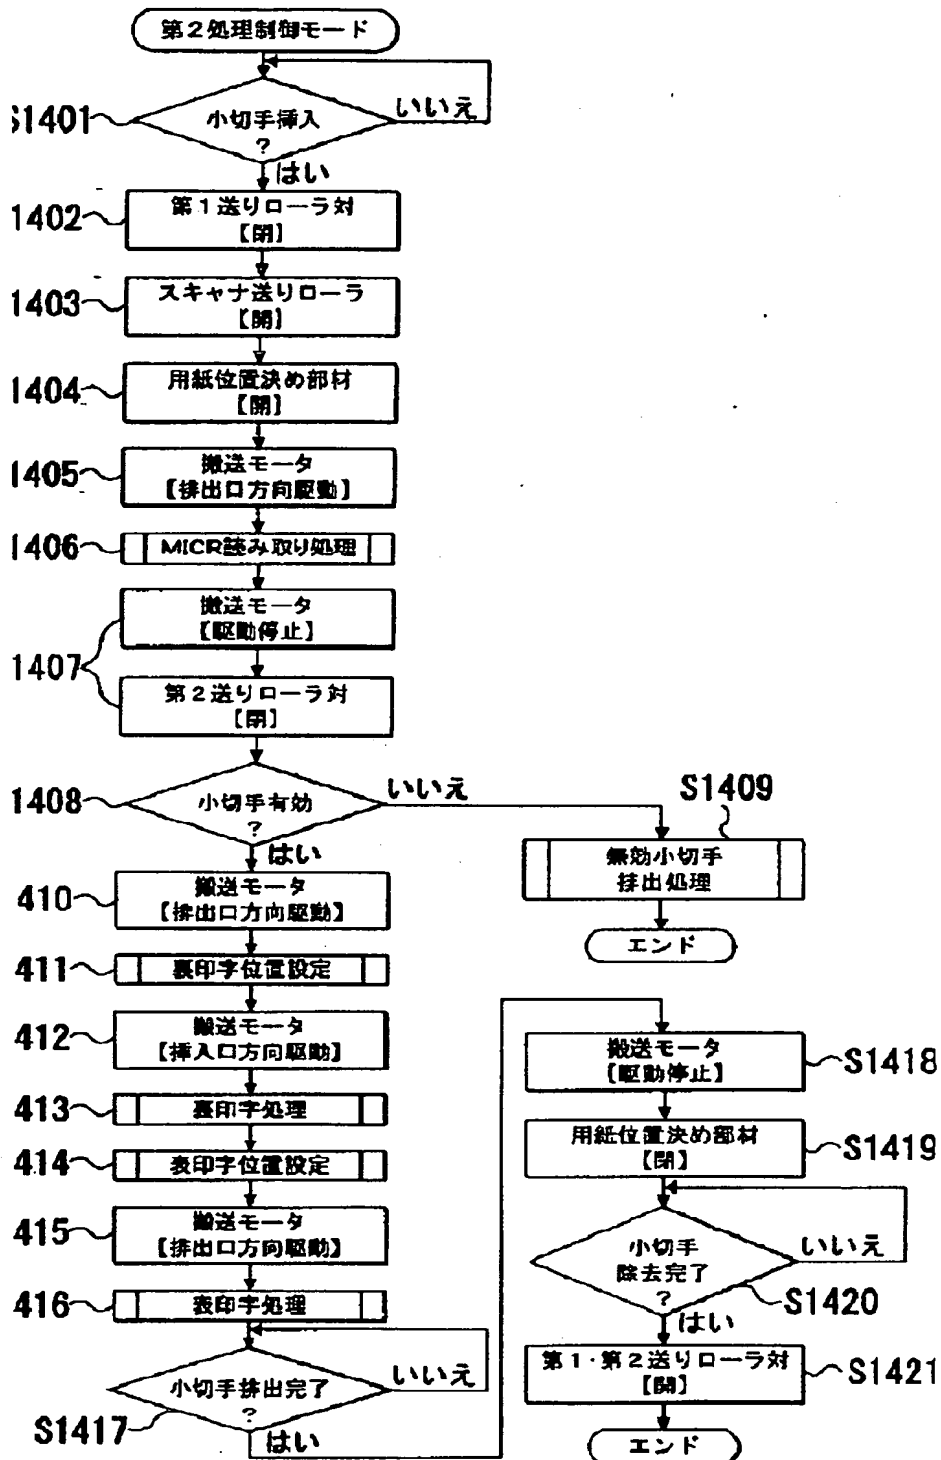 第2処理制御モード
S1401
小切手挿入
?
いいえ
はい
1402
第1送りローラ対
【閉】
1403
スキャナ送りローラ
【開】
1404
用紙位置決め部材
【開】
1405
搬送モータ
【排出口方向駆動】
1406
MICR読み取り処理
搬送モータ
【駆動停止】
1407
第2送りローラ対
【閉】
1408
小切手有効
?
いいえ
はい
S1409
無効小切手
排出処理
エンド
410
搬送モータ
【排出口方向駆動】
411
裏印字位置設定
412
搬送モータ
【挿入口方向駆動】
413
裏印字処理
414
表印字位置設定
415
搬送モータ
【排出口方向駆動】
416
表印字処理
小切手排出完了
?
いいえ
S1417
はい
搬送モータ
【駆動停止】
S1418
用紙位置決め部材
【閉】
S1419
小切手
除去完了
?
いいえ
S1420
はい
第1・第2送りローラ対
【開】
S1421
エンド